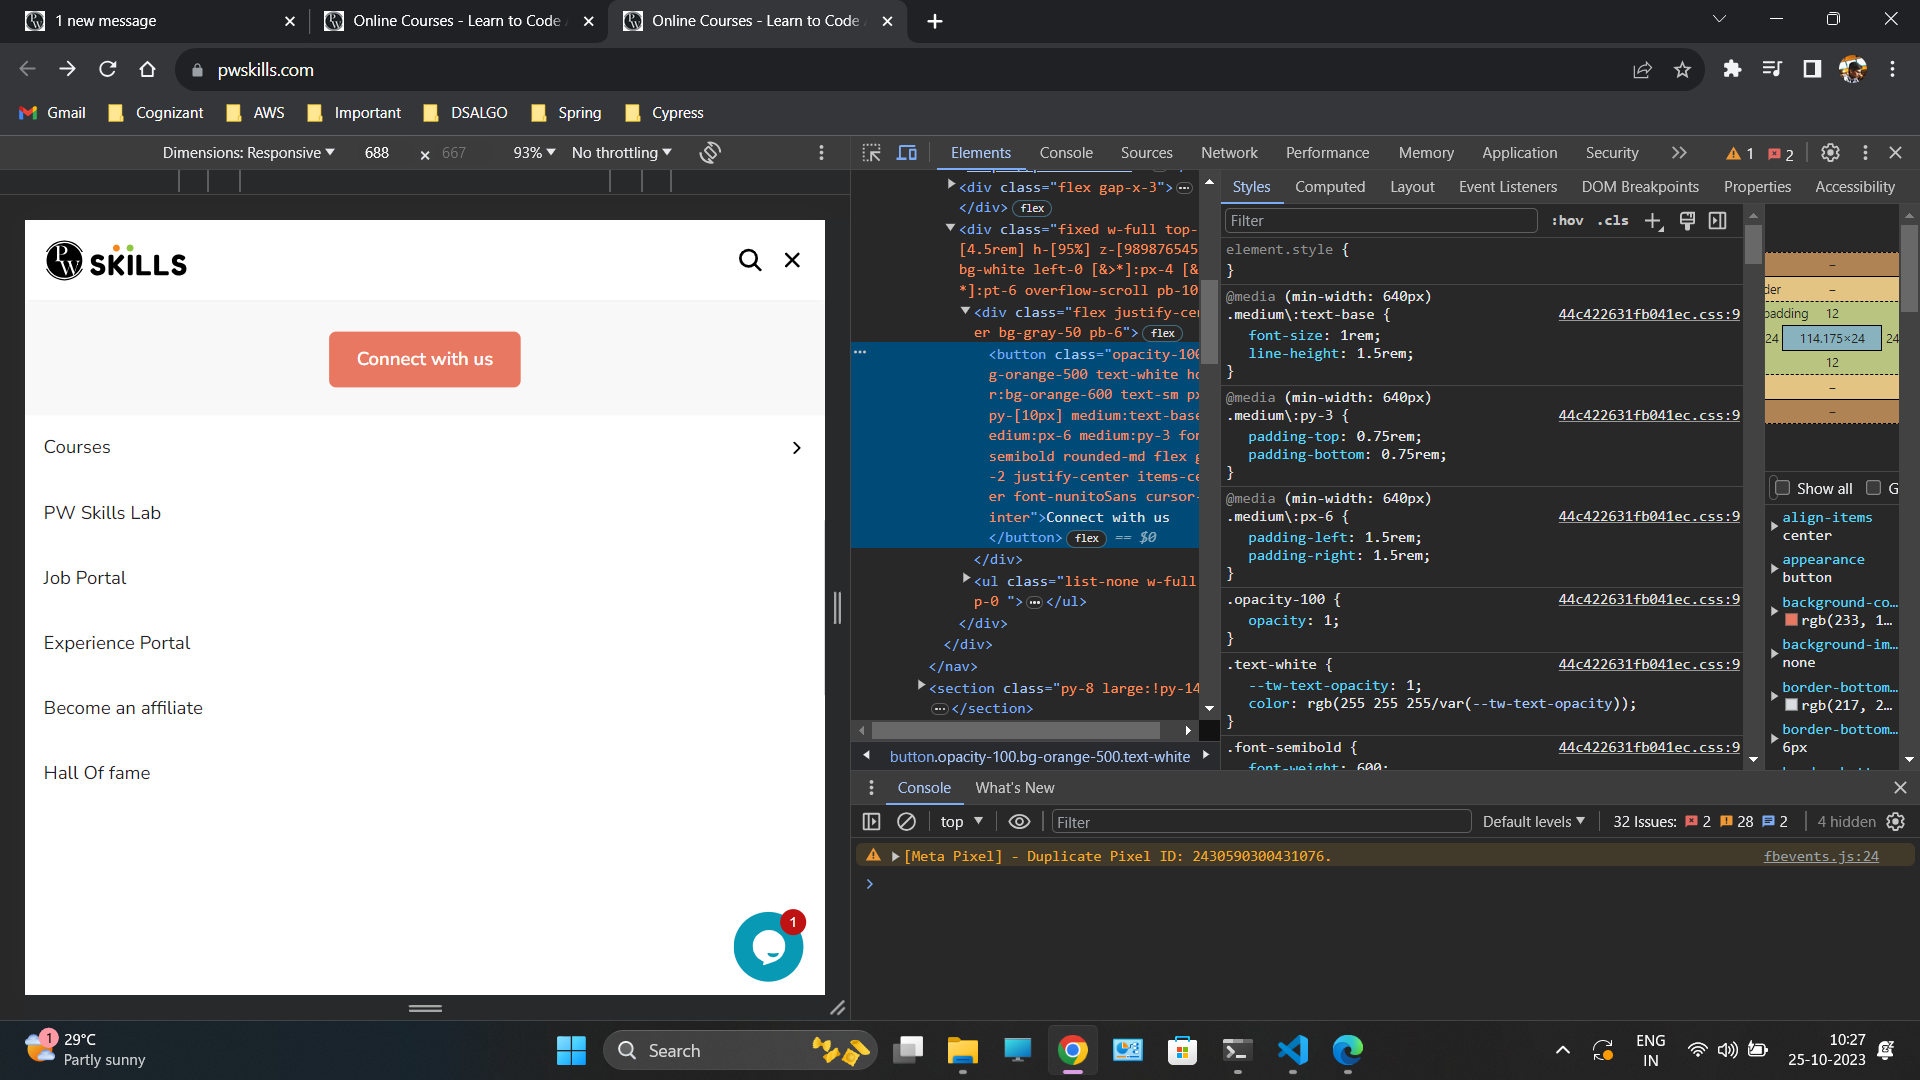 1 new message
Online Courses - Learn to Code
Online Courses - Learn to Code
pwskills.com
Gmail
Cognizant
AWS
Important
DSALGO
Spring
Cypress
Dimensions: Responsive
688
×
667
93%
No throttling
Elements
Console
Sources
Network
Performance
Memory
Application
Security
1
2
PW SKILLS
Connect with us
Courses
PW Skills Lab
Job Portal
Experience Portal
Become an affiliate
Hall Of fame
1
<div class="flex gap-x-3">
</div> flex
<div class="fixed w-full top-
[4.5rem] h-[95%] z-[989876545
bg-white left-0 [&>*]:px-4 [&
*]:pt-6 overflow-scroll pb-10
<div class="flex justify-cen
er bg-gray-50 pb-6"> flex
<button class="opacity-100
g-orange-500 text-white ho
r:bg-orange-600 text-sm px
py-[10px] medium:text-base
edium:px-6 medium:py-3 fon
semibold rounded-md flex g
-2 justify-center items-ce
er font-nunitoSans cursor-
inter">Connect with us
</button> flex == $0
</div>
<ul class="list-none w-full
p-0 "></ul>
</div>
</div>
</nav>
<section class="py-8 large:!py-14
</section>
button.opacity-100.bg-orange-500.text-white
Styles
Computed
Layout
Event Listeners
DOM Breakpoints
Properties
Accessibility
Filter
:hov .cls
element.style {
}
@media (min-width: 640px)
.medium\:text-base { 44c422631fb041ec.css:9
font-size: 1rem;
line-height: 1.5rem;
}
@media (min-width: 640px)
.medium\:py-3 { 44c422631fb041ec.css:9
padding-top: 0.75rem;
padding-bottom: 0.75rem;
}
@media (min-width: 640px)
.medium\:px-6 { 44c422631fb041ec.css:9
padding-left: 1.5rem;
padding-right: 1.5rem;
}
.opacity-100 { 44c422631fb041ec.css:9
opacity: 1;
}
.text-white { 44c422631fb041ec.css:9
--tw-text-opacity: 1;
color: rgb(255 255 255/var(--tw-text-opacity));
}
.font-semibold { 44c422631fb041ec.css:9
font-weight: 600;
–
der –
padding 12
24 114.175×24 24
12
–
–
Show all G
align-items
center
appearance
button
background-co…
rgb(233, 1…
background-im…
none
border-bottom…
rgb(217, 2…
border-bottom…
6px
Console
What's New
top
Filter
Default levels
32 Issues: 2 28 2
4 hidden
[Meta Pixel] - Duplicate Pixel ID: 2430590300431076. fbevents.js:24
1
29°C
Partly sunny
Search
ENG
IN
10:27
25-10-2023